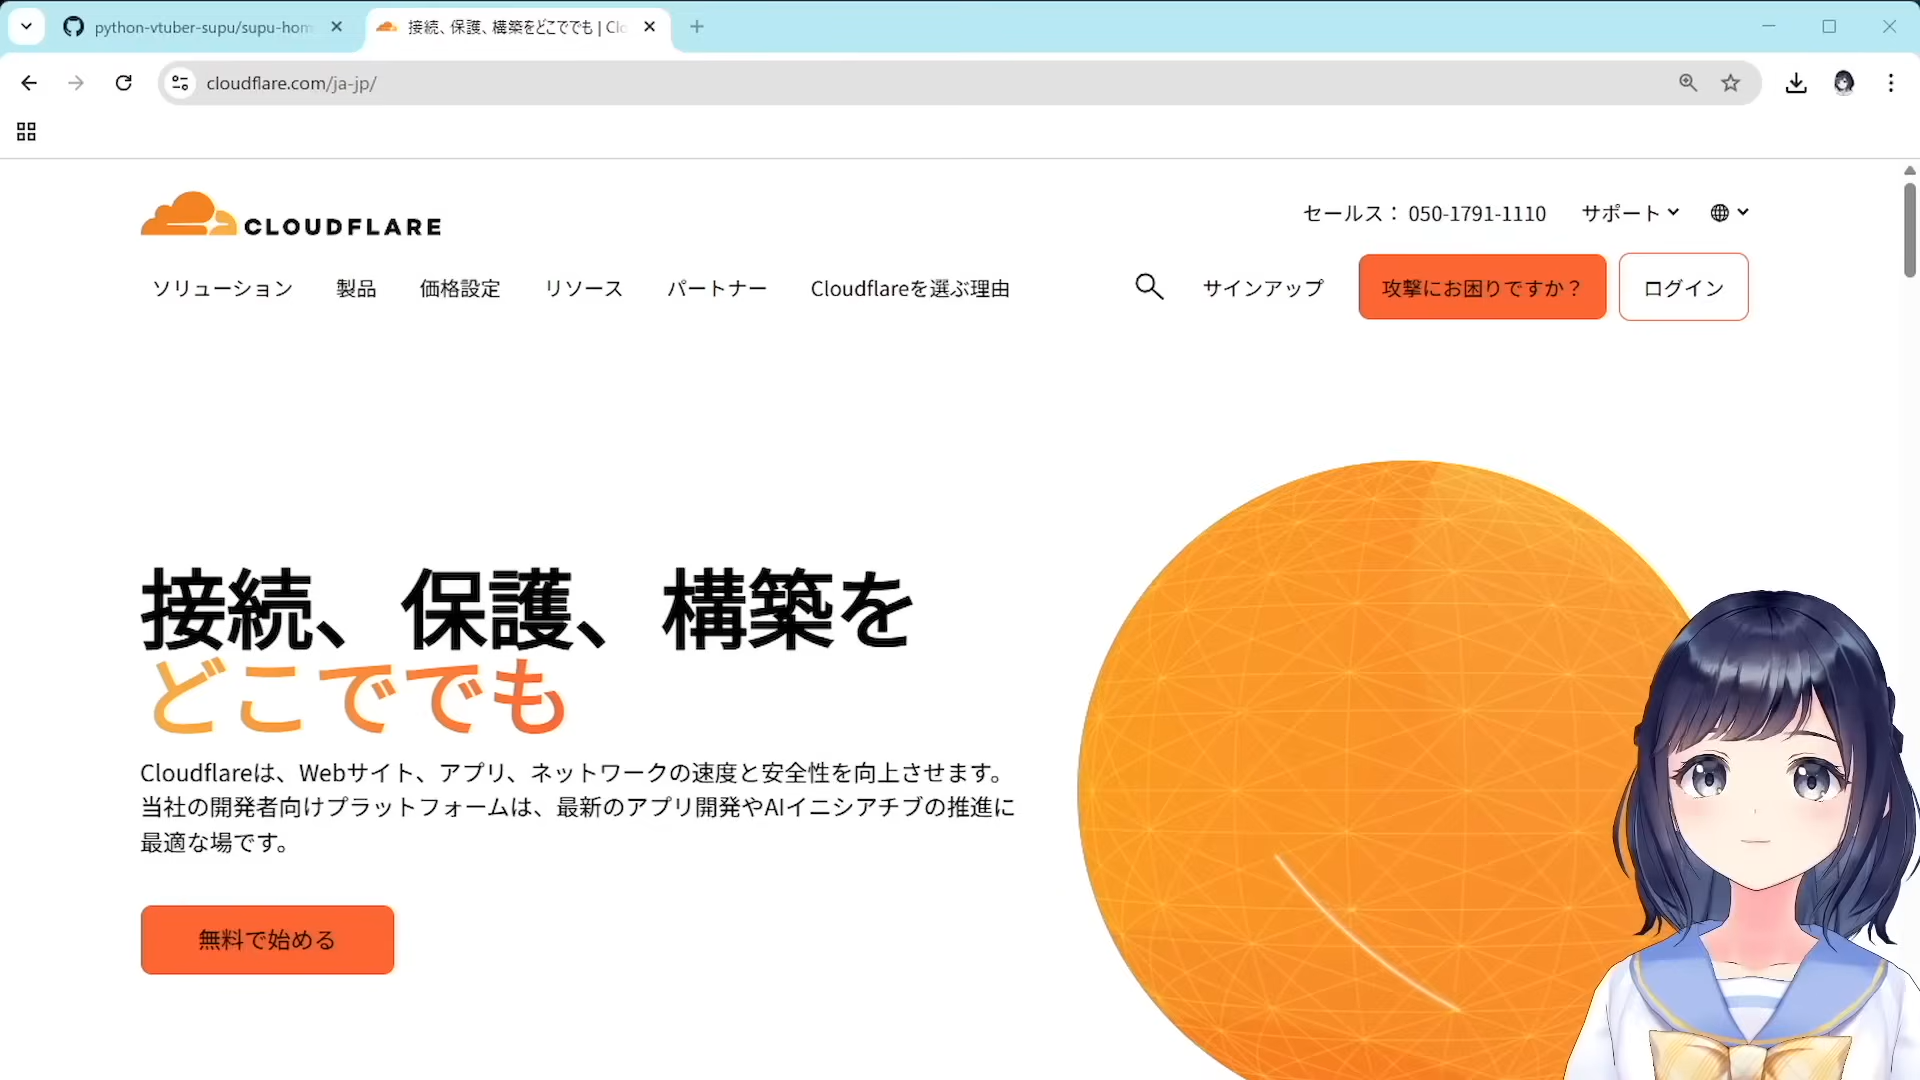 python-vtuber-supu/supu-hom
接続、保護、構築をどこででも | Clo
cloudflare.com/ja-jp/
CLOUDFLARE
セールス： 050-1791-1110
サポート
ソリューション
製品
価格設定
リソース
パートナー
Cloudflareを選ぶ理由
サインアップ
攻撃にお困りですか？
ログイン
接続、保護、構築を
どこででも
Cloudflareは、Webサイト、アプリ、ネットワークの速度と安全性を向上させます。
当社の開発者向けプラットフォームは、最新のアプリ開発やAIイニシアチブの推進に
最適な場です。
無料で始める